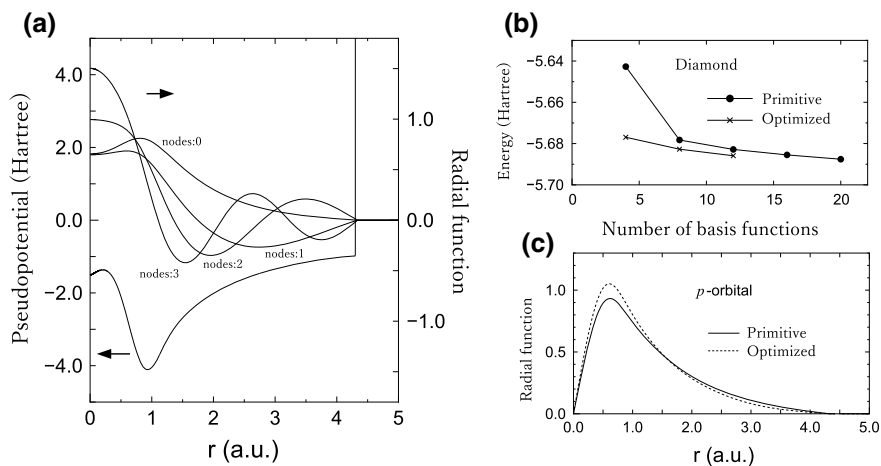 (a)
Pseudopotential (Hartree)
4.0
2.0
0.0
−2.0
−4.0
1.0
0.0
−1.0
Radial function
nodes:0
nodes:3
nodes:2
nodes:1
0
1
2
3
4
5
r (a.u.)
(b)
Energy (Hartree)
−5.64
−5.66
−5.68
−5.70
Diamond
Primitive
Optimized
0
5
10
15
20
Number of basis functions
(c)
Radial function
1.0
0.5
0.0
p-orbital
Primitive
Optimized
0.0
1.0
2.0
3.0
4.0
5.0
r (a.u.)